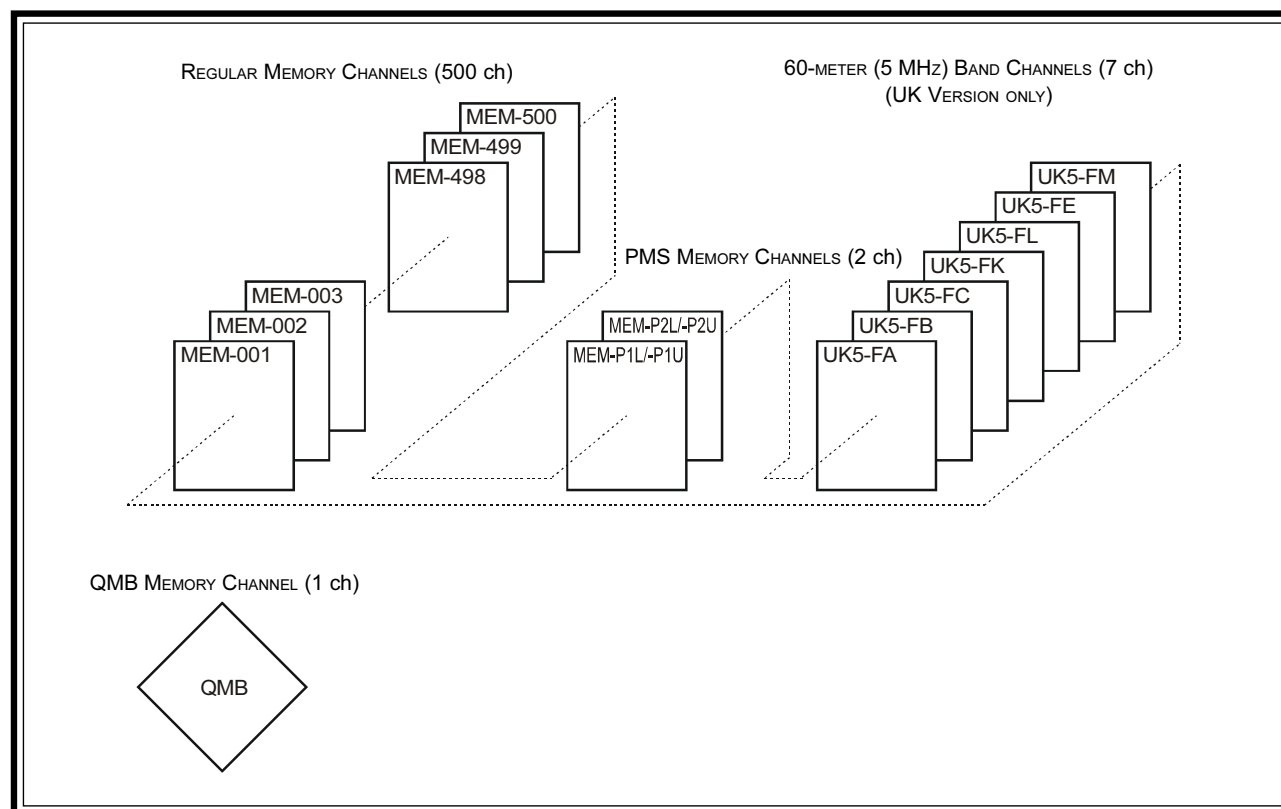 REGULAR MEMORY CHANNELS (500 ch)
MEM-500
MEM-499
MEM-498
MEM-003
MEM-002
MEM-001
PMS MEMORY CHANNELS (2 ch)
MEM-P2L/-P2U
MEM-P1L/-P1U
60-METER (5 MHz) BAND CHANNELS (7 ch)
(UK VERSION ONLY)
UK5-FM
UK5-FE
UK5-FL
UK5-FK
UK5-FC
UK5-FB
UK5-FA
QMB MEMORY CHANNEL (1 ch)
QMB